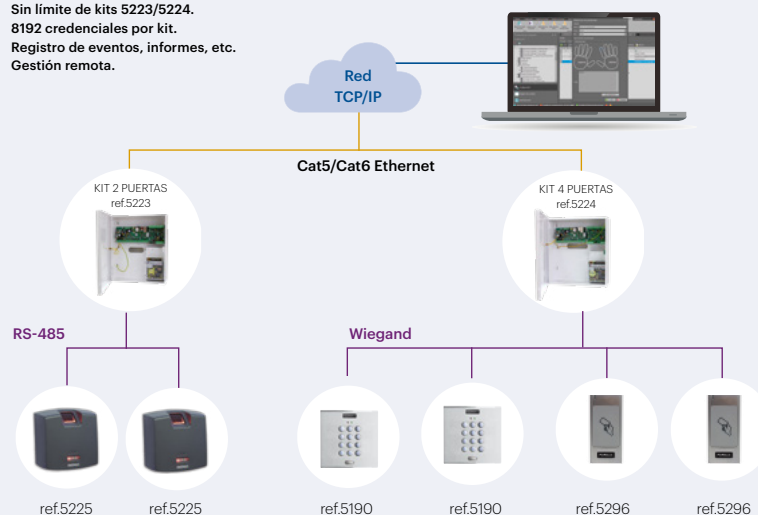 Sin límite de kits 5223/5224.
8192 credenciales por kit.
Registro de eventos, informes, etc.
Gestión remota.
Red
TCP/IP
Cat5/Cat6 Ethernet
KIT 2 PUERTAS
ref.5223
KIT 4 PUERTAS
ref.5224
RS-485
Wiegand
ref.5225
ref.5225
ref.5190
ref.5190
ref.5296
ref.5296